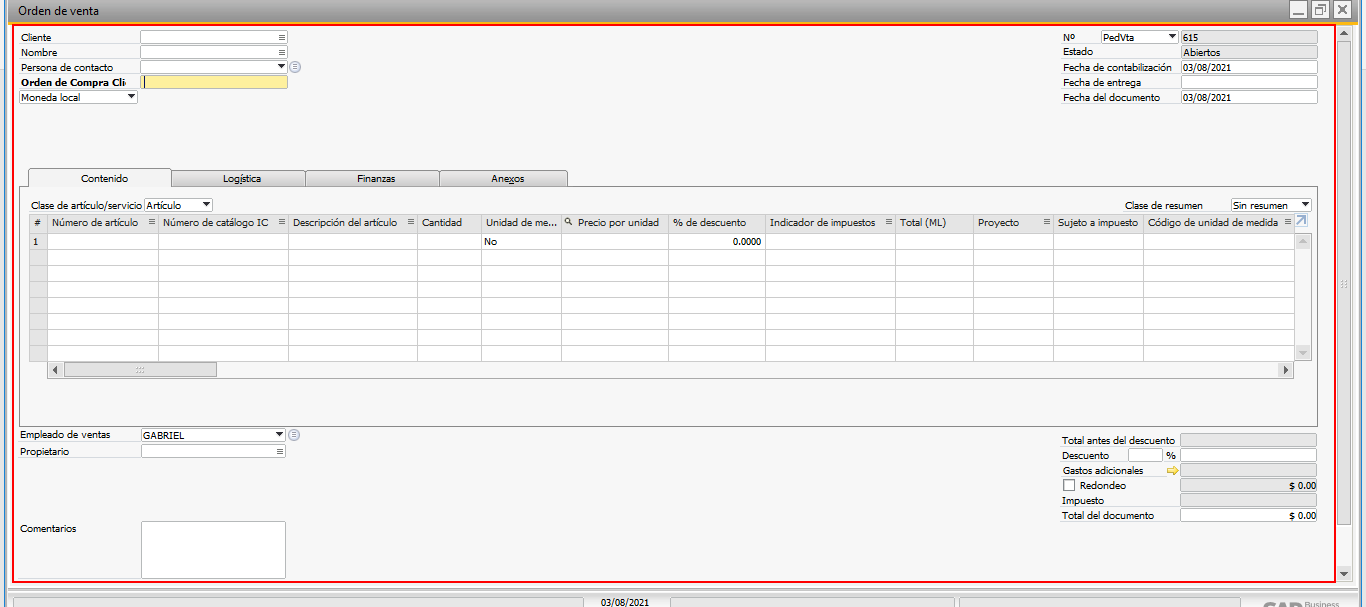 Orden de venta
Cliente
Nombre
Persona de contacto
Orden de Compra Cli
Moneda local
Nº PedVta 615
Estado Abiertos
Fecha de contabilización 03/08/2021
Fecha de entrega
Fecha del documento 03/08/2021
Contenido Logística Finanzas Anexos
Clase de artículo/servicio Artículo Clase de resumen Sin resumen
# Número de artículo Número de catálogo IC Descripción del artículo Cantidad Unidad de me... Precio por unidad % de descuento Indicador de impuestos Total (ML) Proyecto Sujeto a impuesto Código de unidad de medida
1 No 0.0000
Empleado de ventas GABRIEL
Propietario
Comentarios
Total antes del descuento
Descuento %
Gastos adicionales
Redondeo $ 0.00
Impuesto
Total del documento $ 0.00
03/08/2021
Business